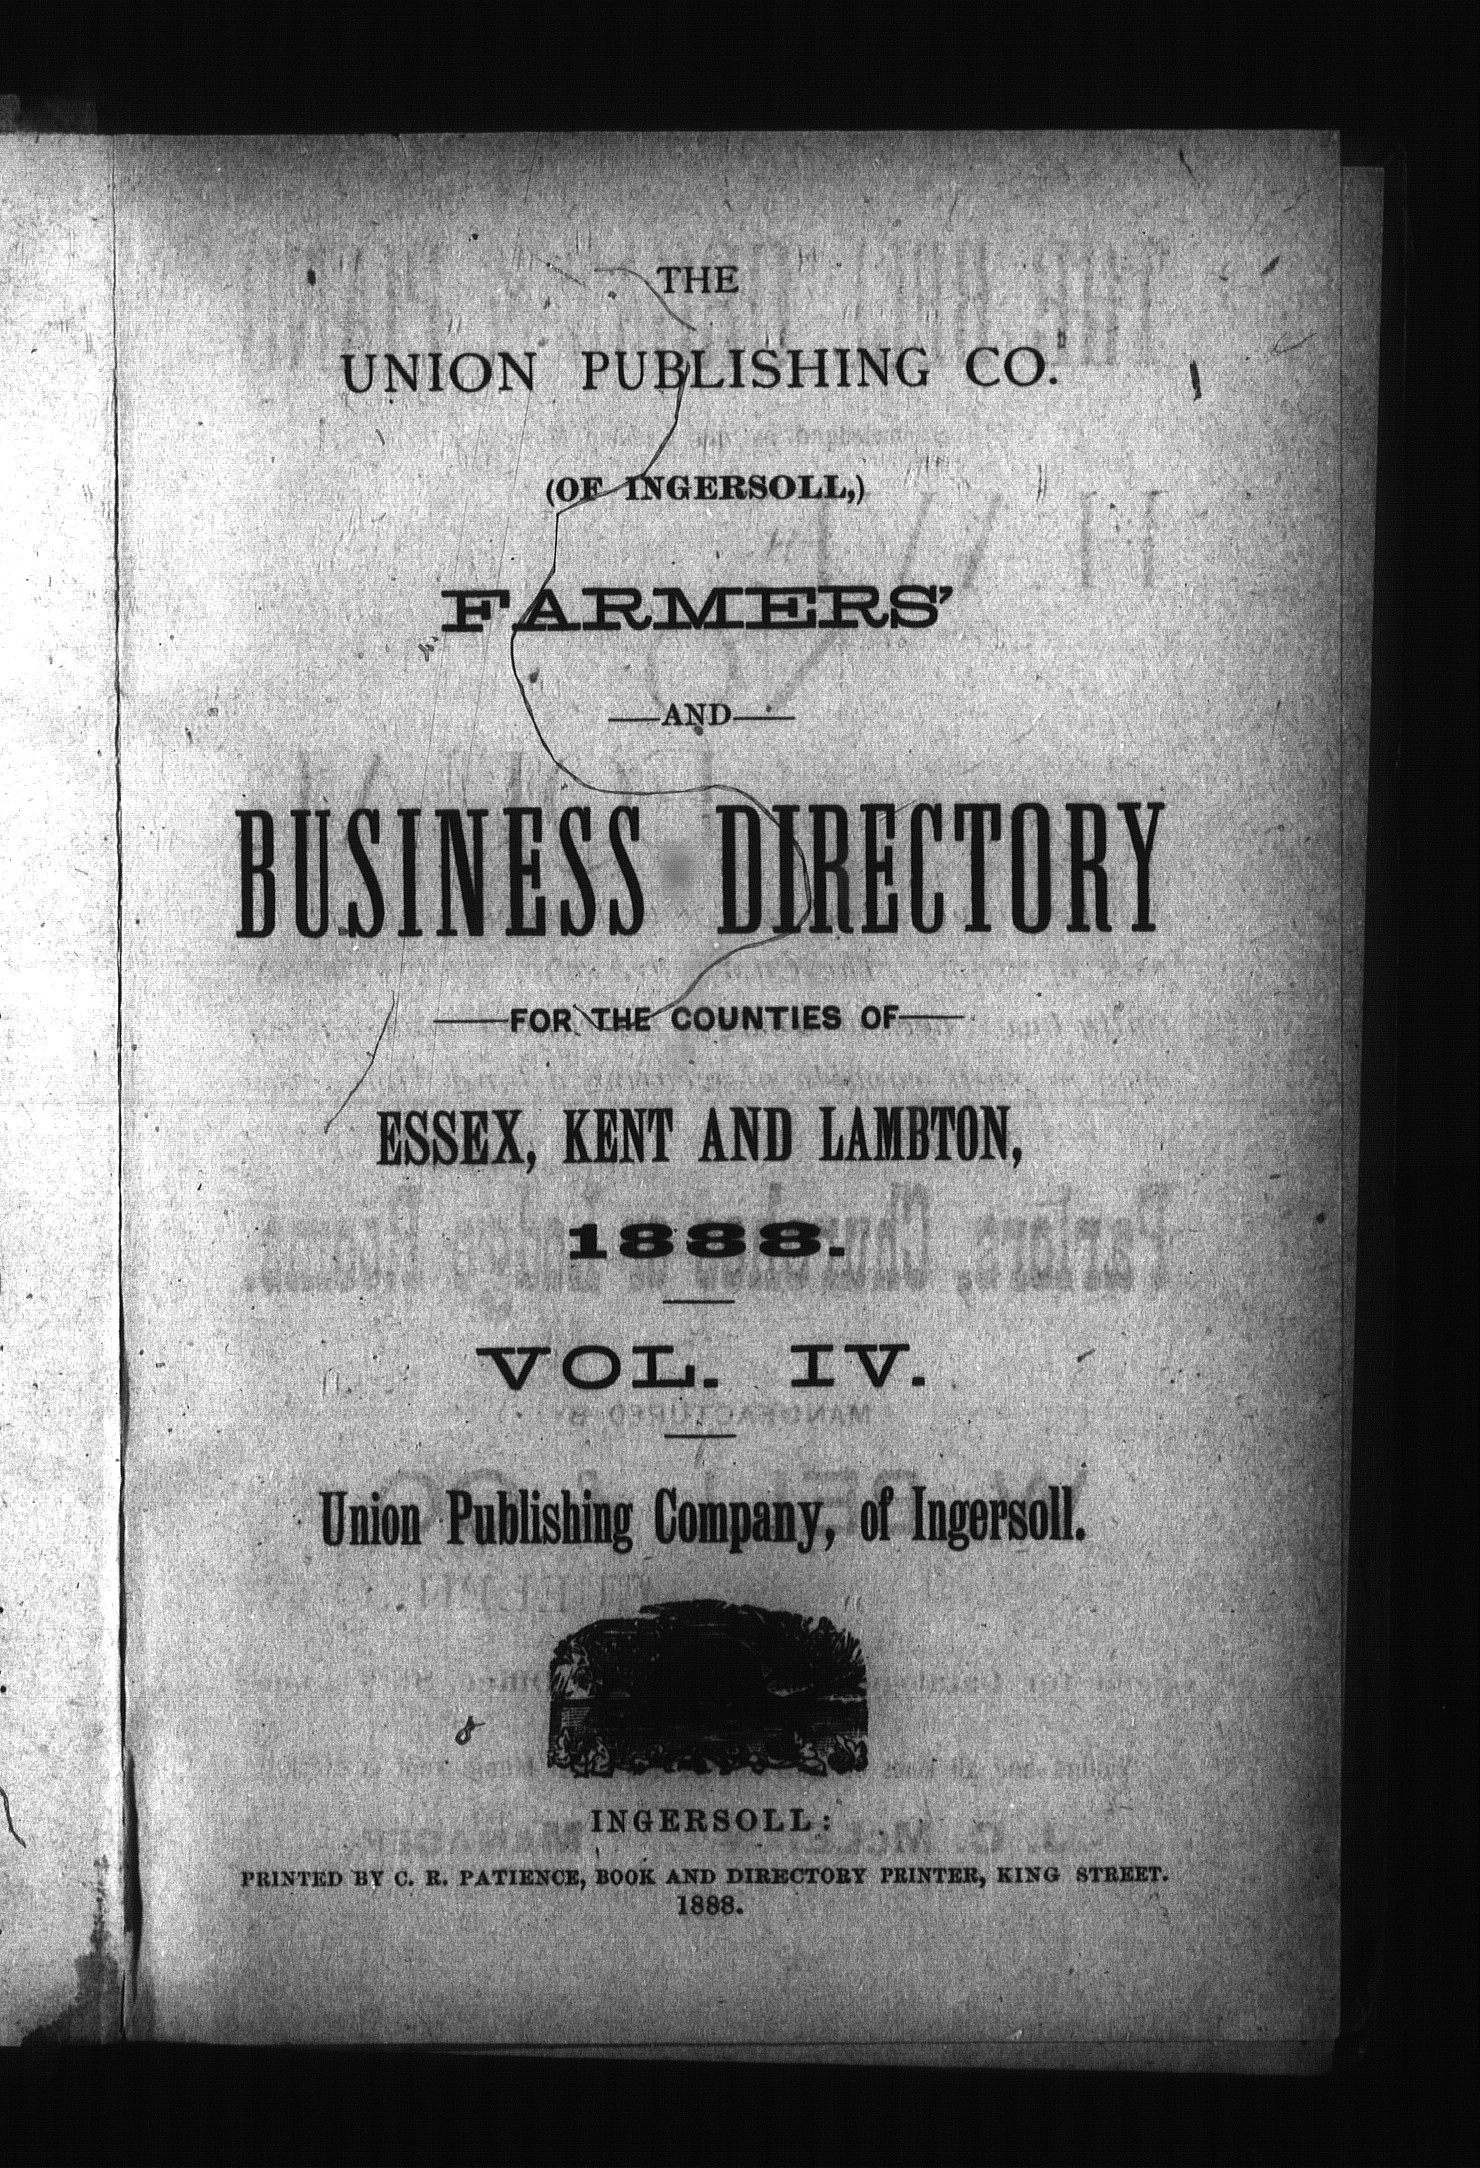 THE
UNION PUBLISHING CO.
(OF INGERSOLL,)
FARMERS'
—AND—
BUSINESS DIRECTORY
—FOR THE COUNTIES OF—
ESSEX, KENT AND LAMBTON,
1888.
VOL. IV.
Union Publishing Company, of Ingersoll.
INGERSOLL:
PRINTED BY C. R. PATIENCE, BOOK AND DIRECTORY PRINTER, KING STREET.
1888.